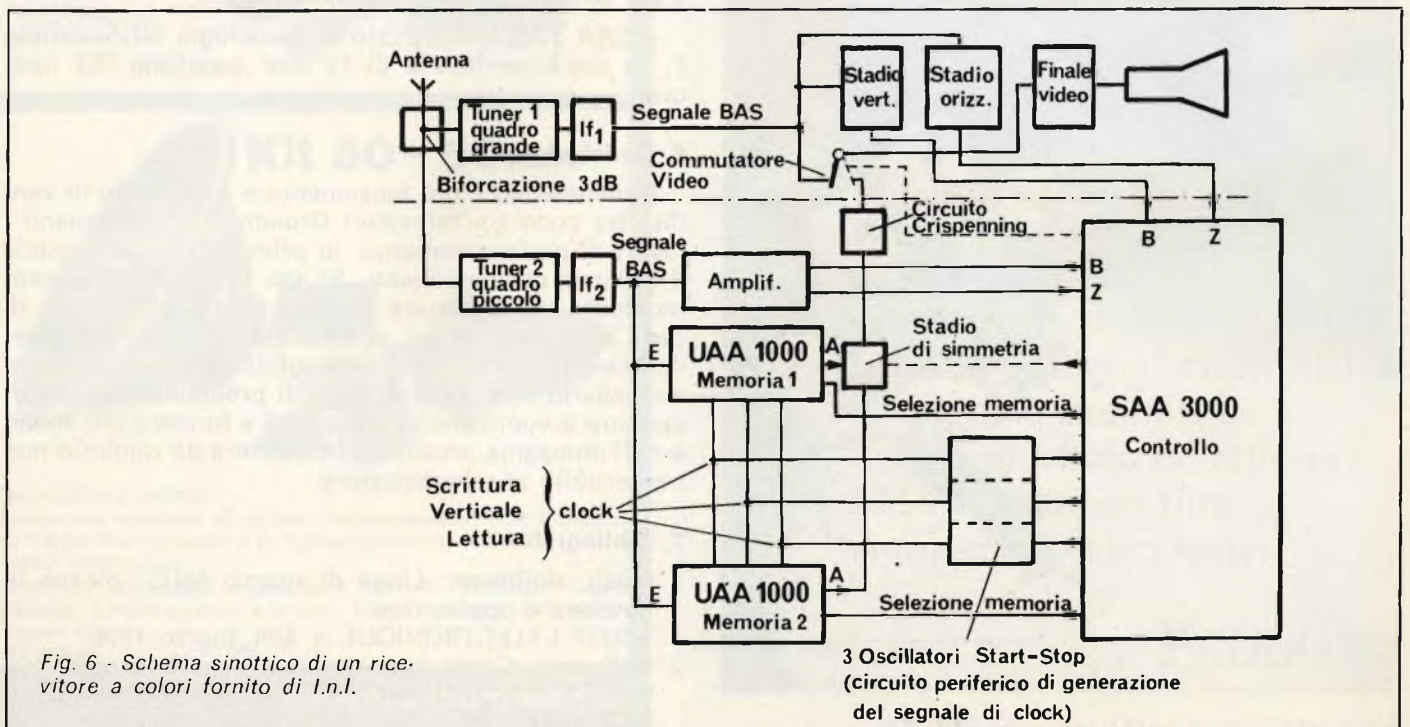 Antenna
Tuner 1
quadro
grande
If1
Segnale BAS
Stadio
vert.
Stadio
orizz.
Finale
video
Biforcazione 3dB
Commutatore
Video
Circuito
Crispenning
B
Z
Tuner 2
quadro
piccolo
If2
Segnale
BAS
Amplif.
B
Z
E
UAA 1000
Memoria 1
A
Stadio
di simmetria
Selezione memoria
SAA 3000
Controllo
Scrittura
Verticale
Lettura
clock
E
UAA 1000
Memoria 2
A
Selezione memoria
3 Oscillatori Start-Stop
(circuito periferico di generazione
del segnale di clock)
Fig. 6 - Schema sinottico di un rice-
vitore a colori fornito di I.n.I.